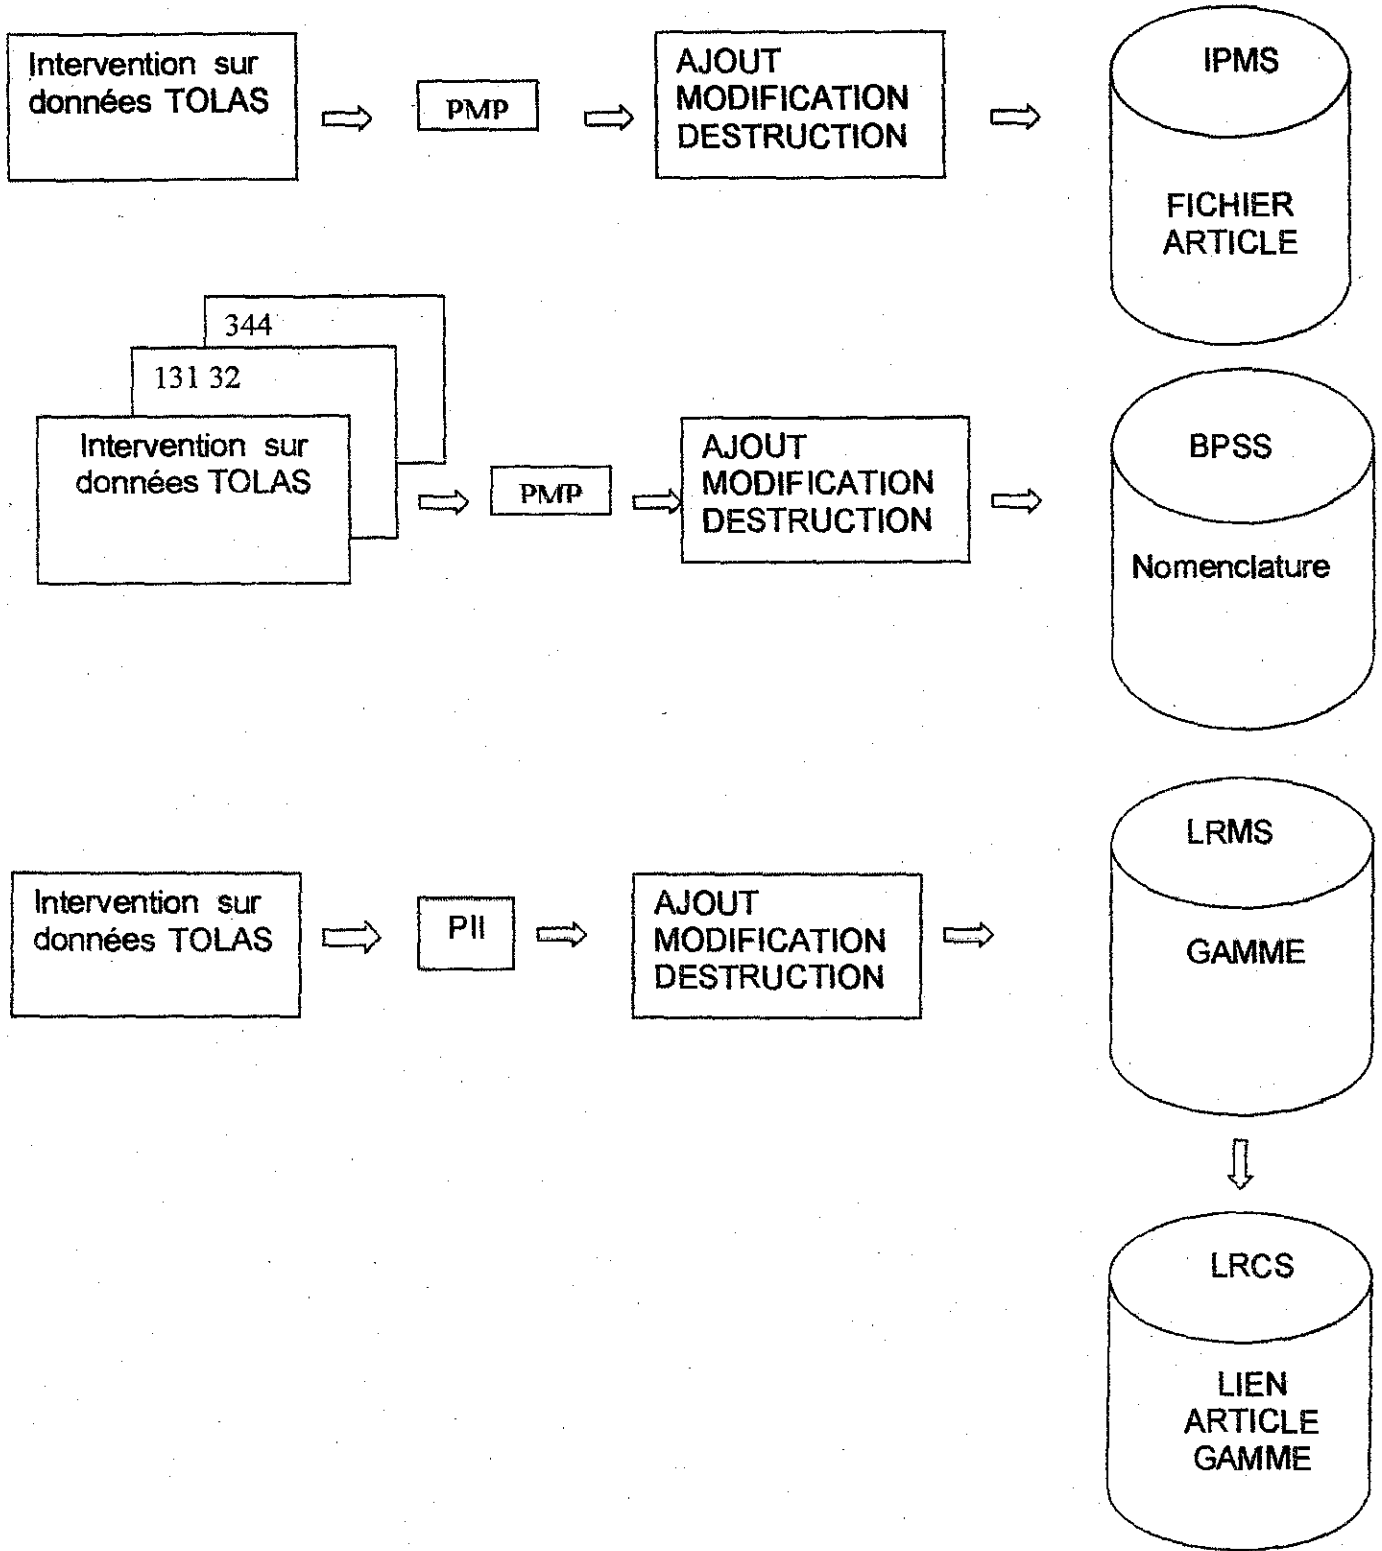 Intervention sur
données TOLAS
PMP
AJOUT
MODIFICATION
DESTRUCTION
IPMS
FICHIER
ARTICLE
344
131 32
Intervention sur
données TOLAS
PMP
AJOUT
MODIFICATION
DESTRUCTION
BPSS
Nomenclature
Intervention sur
données TOLAS
PII
AJOUT
MODIFICATION
DESTRUCTION
LRMS
GAMME
LRCS
LIEN
ARTICLE
GAMME